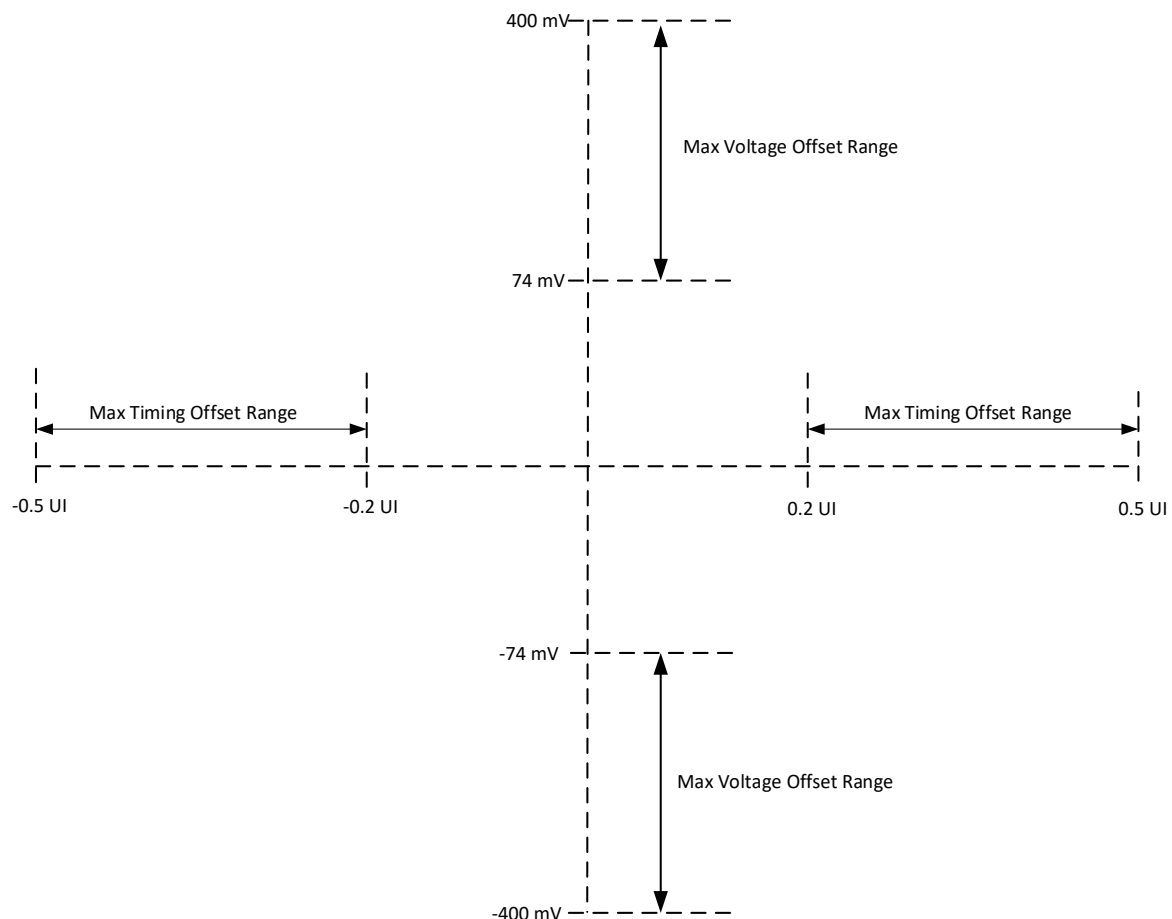 400 mV
Max Voltage Offset Range
74 mV
Max Timing Offset Range
Max Timing Offset Range
-0.5 UI
-0.2 UI
0.2 UI
0.5 UI
-74 mV
Max Voltage Offset Range
-400 mV